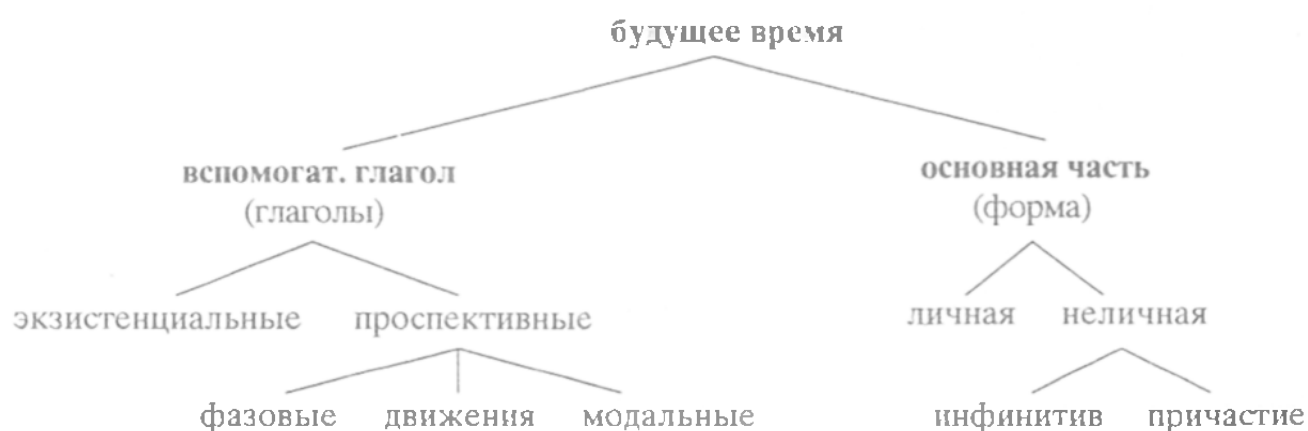 будущее время
вспомогат. глагол
(глаголы)
основная часть
(форма)
экзистенциальные проспективные
личная неличная
фазовые движения модальные
инфинитив причастие